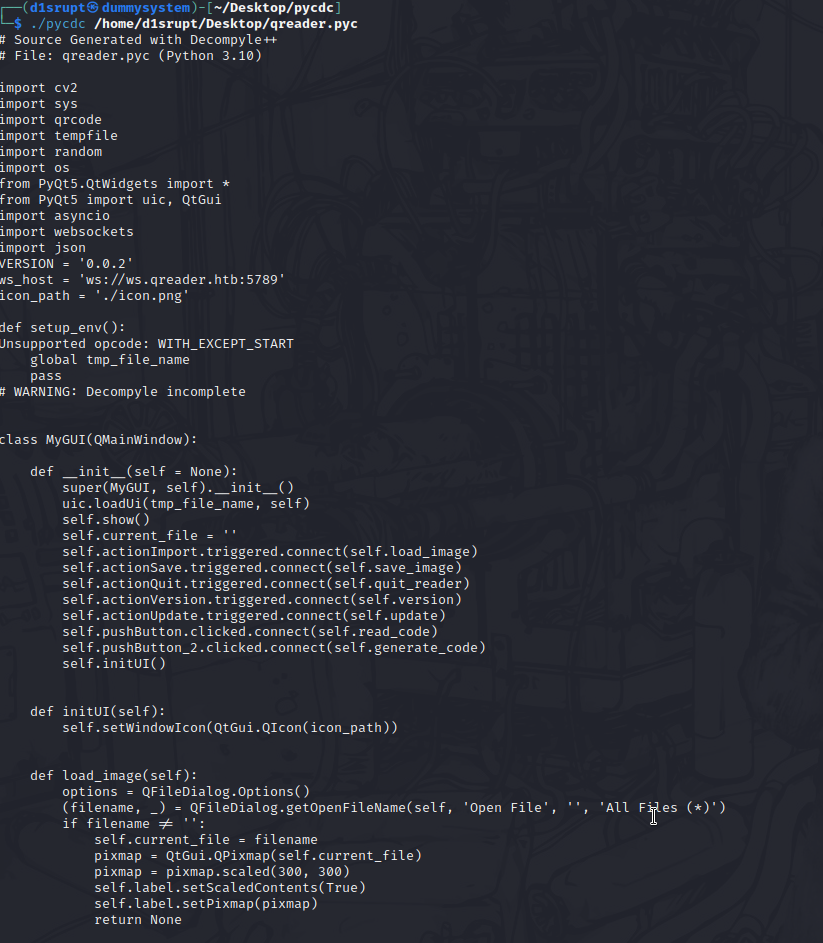 ┌──(d1srupt㉿dummysystem)-[~/Desktop/pycdc]
└─$ ./pycdc /home/d1srupt/Desktop/qreader.pyc
# Source Generated with Decompyle++
# File: qreader.pyc (Python 3.10)

import cv2
import sys
import qrcode
import tempfile
import random
import os
from PyQt5.QtWidgets import *
from PyQt5 import uic, QtGui
import asyncio
import websockets
import json
VERSION = '0.0.2'
ws_host = 'ws://ws.qreader.htb:5789'
icon_path = './icon.png'

def setup_env():
Unsupported opcode: WITH_EXCEPT_START
    global tmp_file_name
    pass
# WARNING: Decompyle incomplete


class MyGUI(QMainWindow):

    def __init__(self = None):
        super(MyGUI, self).__init__()
        uic.loadUi(tmp_file_name, self)
        self.show()
        self.current_file = ''
        self.actionImport.triggered.connect(self.load_image)
        self.actionSave.triggered.connect(self.save_image)
        self.actionQuit.triggered.connect(self.quit_reader)
        self.actionVersion.triggered.connect(self.version)
        self.actionUpdate.triggered.connect(self.update)
        self.pushButton.clicked.connect(self.read_code)
        self.pushButton_2.clicked.connect(self.generate_code)
        self.initUI()


    def initUI(self):
        self.setWindowIcon(QtGui.QIcon(icon_path))


    def load_image(self):
        options = QFileDialog.Options()
        (filename, _) = QFileDialog.getOpenFileName(self, 'Open File', '', 'All Files (*)')
        if filename != '':
            self.current_file = filename
            pixmap = QtGui.QPixmap(self.current_file)
            pixmap = pixmap.scaled(300, 300)
            self.label.setScaledContents(True)
            self.label.setPixmap(pixmap)
            return None